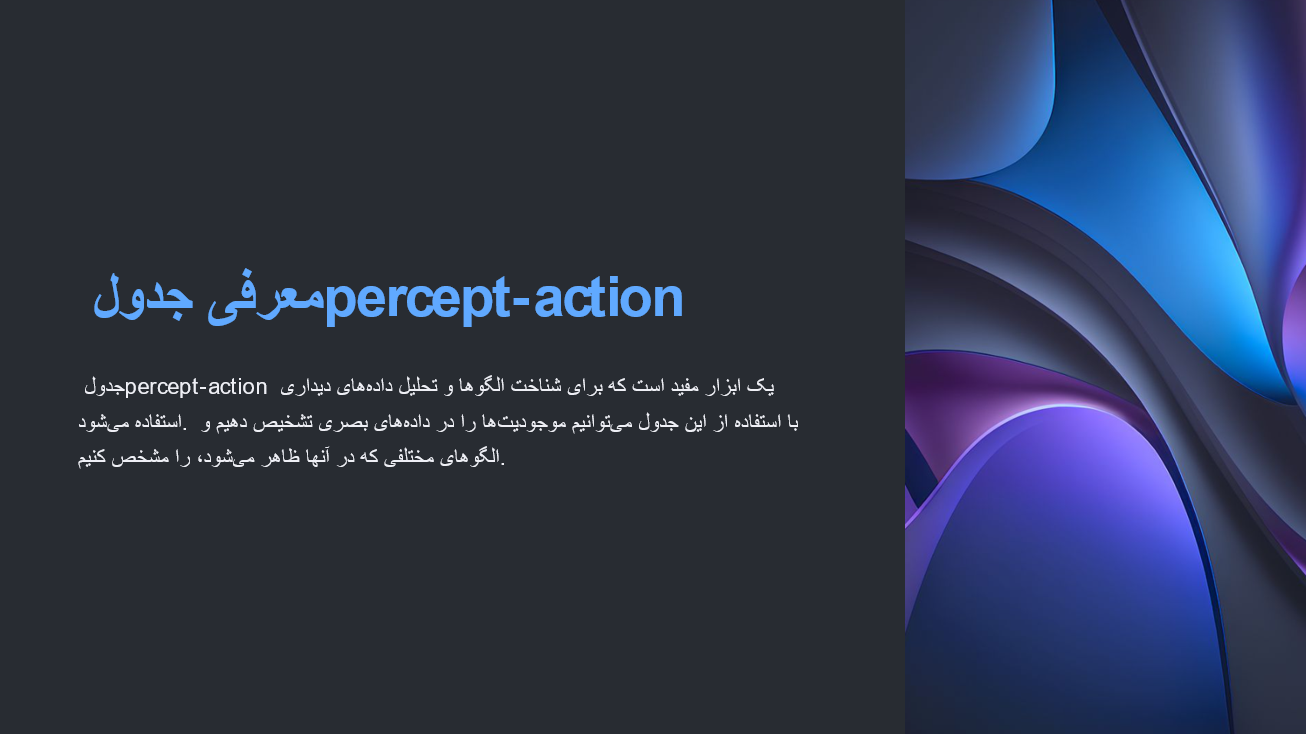 معرفی جدول percept-action
جدول percept-action یک ابزار مفید است که برای شناخت الگوها و تحلیل داده‌های دیداری
استفاده می‌شود. با استفاده از این جدول می‌توانیم موجودیت‌ها را در داده‌های بصری تشخیص دهیم و
الگوهای مختلفی که در آنها ظاهر می‌شود، را مشخص کنیم.